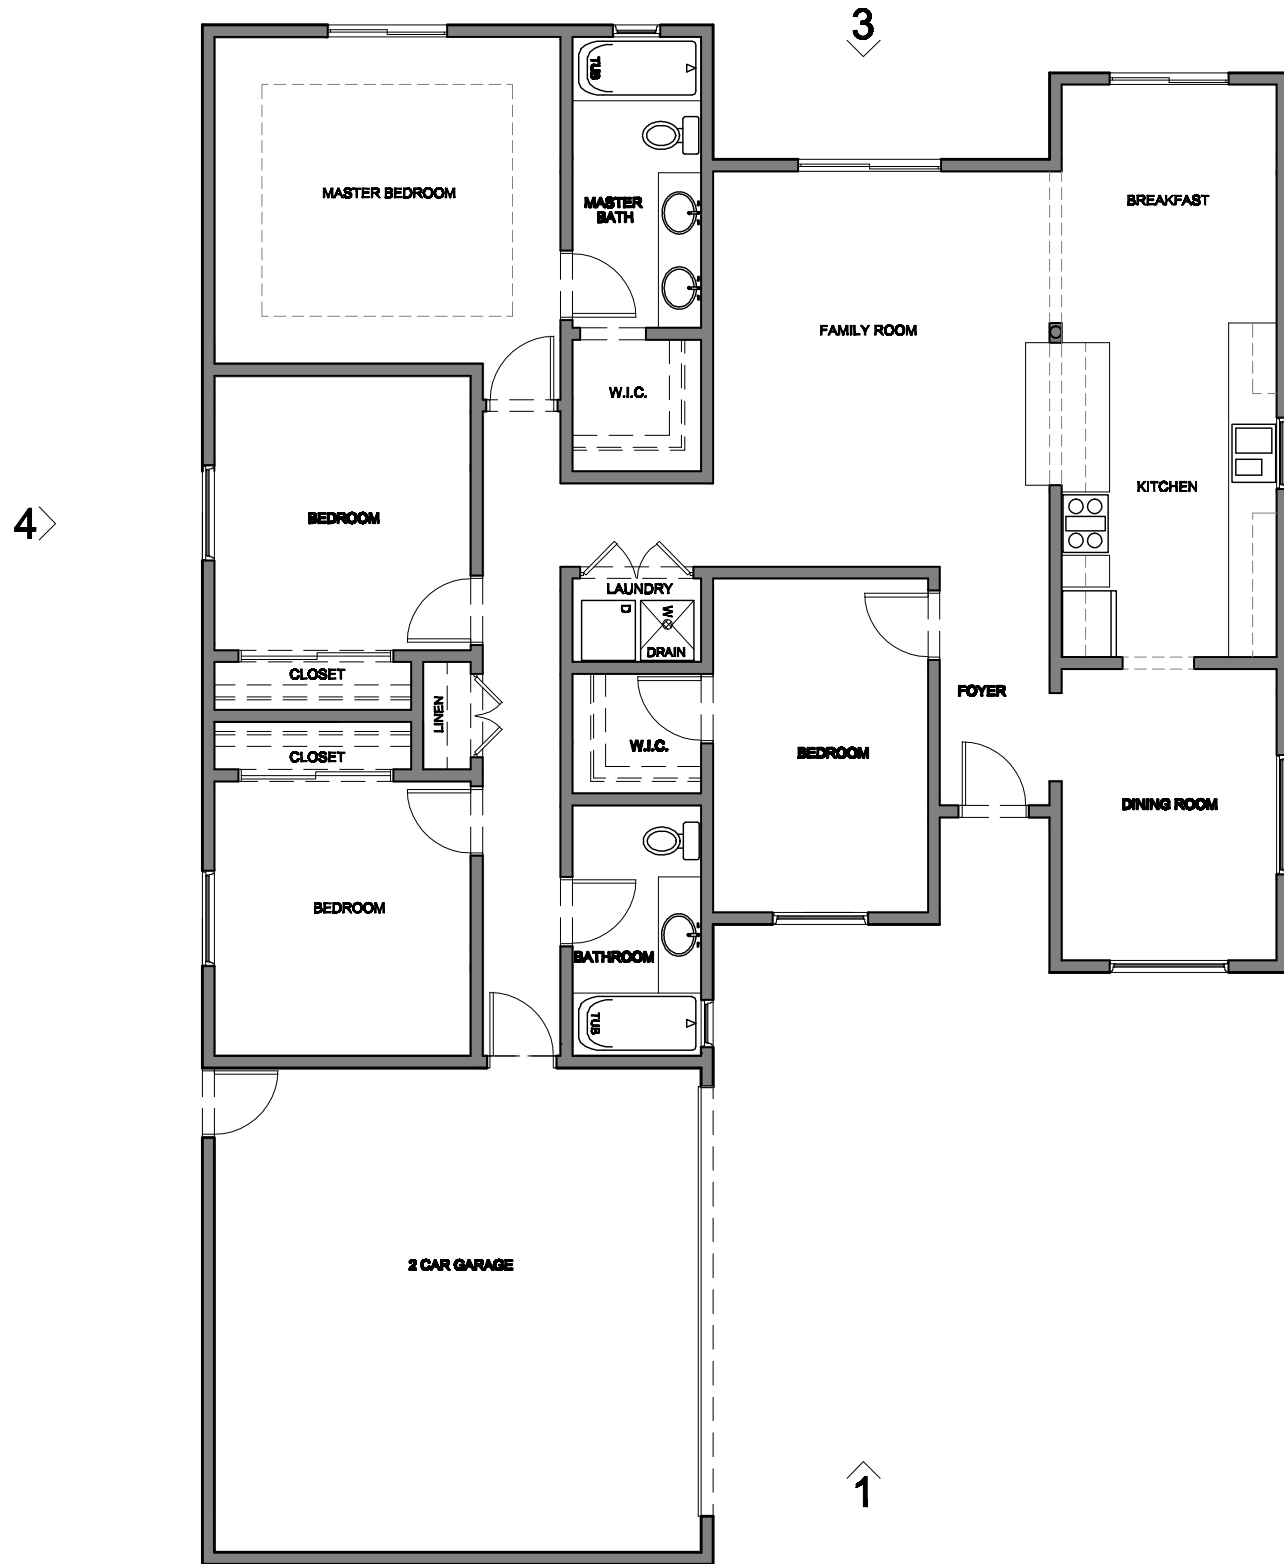 3
TUB
MASTER BEDROOM
MASTER
BATH
BREAKFAST
FAMILY ROOM
W.I.C.
KITCHEN
4
BEDROOM
LAUNDRY
D
W
DRAIN
CLOSET
LINEN
FOYER
W.I.C.
BEDROOM
CLOSET
DINING ROOM
BEDROOM
BATHROOM
TUB
2 CAR GARAGE
1